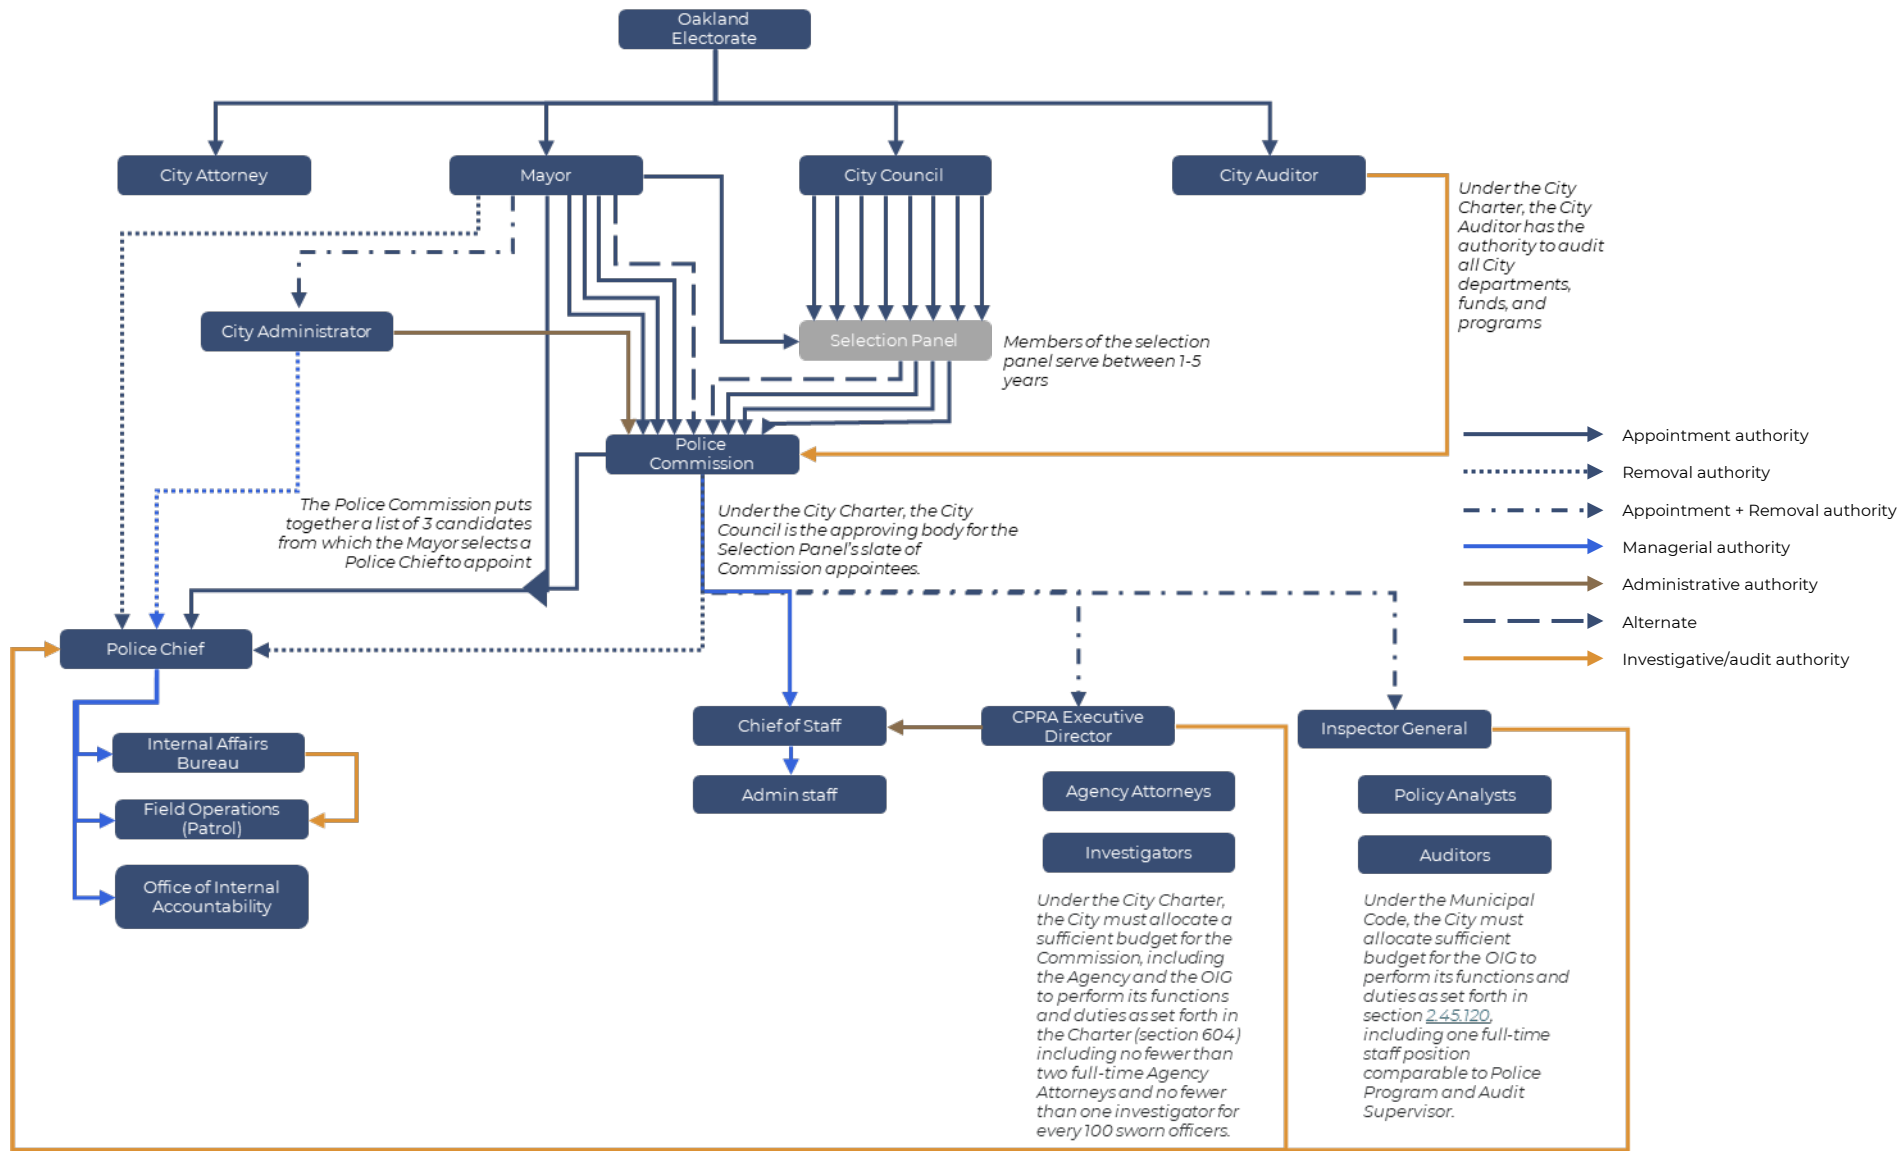 Oakland
Electorate
City Attorney
Mayor
City Council
City Auditor
Under the City
Charter, the City
Auditor has the
authority to audit
all City
departments,
funds, and
programs
City Administrator
Selection Panel
Members of the selection
panel serve between 1-5
years
Police
Commission
Appointment authority
Removal authority
Appointment + Removal authority
Managerial authority
Administrative authority
Alternate
Investigative/audit authority
The Police Commission puts
together a list of 3 candidates
from which the Mayor selects a
Police Chief to appoint
Under the City Charter, the City
Council is the approving body for the
Selection Panel's slate of
Commission appointees.
Police Chief
Internal Affairs
Bureau
Field Operations
(Patrol)
Office of Internal
Accountability
Chief of Staff
Admin staff
CPRA Executive
Director
Agency Attorneys
Investigators
Under the City Charter,
the City must allocate a
sufficient budget for the
Commission, including
the Agency and the OIG
to perform its functions
and duties as set forth in
the Charter (section 604)
including no fewer than
two full-time Agency
Attorneys and no fewer
than one investigator for
every 100 sworn officers.
Inspector General
Policy Analysts
Auditors
Under the Municipal
Code, the City must
allocate sufficient
budget for the OIG to
perform its functions and
duties as set forth in
section 2.45.120,
including one full-time
staff position
comparable to Police
Program and Audit
Supervisor.